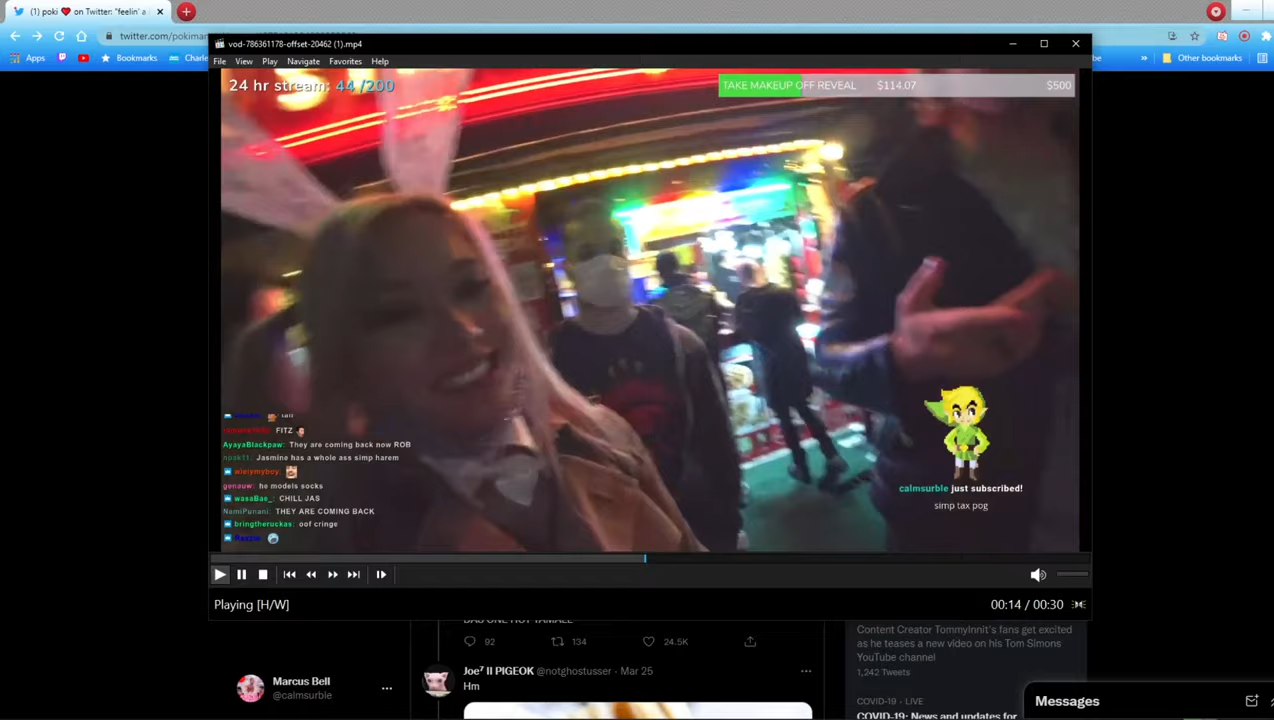 (1) poki ❤ on Twitter: "feelin' a
twitter.com/pokiman
Apps
Bookmarks
Charle
be
»
Other bookmarks
vod-786361178-offset-20462 (1).mp4
File View Play Navigate Favorites Help
24 hr stream: 44/200
TAKE MAKEUP OFF REVEAL $114.07 $500
FITZ
AyayaBlackpaw: They are coming back now ROB
npak11: Jasmine has a whole ass simp harem
wieiymyboy:
genauw: he models socks
wasaBae_: CHILL JAS
NamiPunani: THEY ARE COMING BACK
bringtheruckas: oof cringe
calmsurble just subscribed!
simp tax pog
Playing [H/W]
00:14 / 00:30
92 134 24.5K
Joe⁷ II PIGEOK @notghostusser · Mar 25
Hm
Marcus Bell
@calmsurble
Content Creator TommyInnit's fans get excited
as he teases a new video on his Tom Simons
YouTube channel
1,242 Tweets
COVID-19 · LIVE
COVID-19: News and updates for
Messages